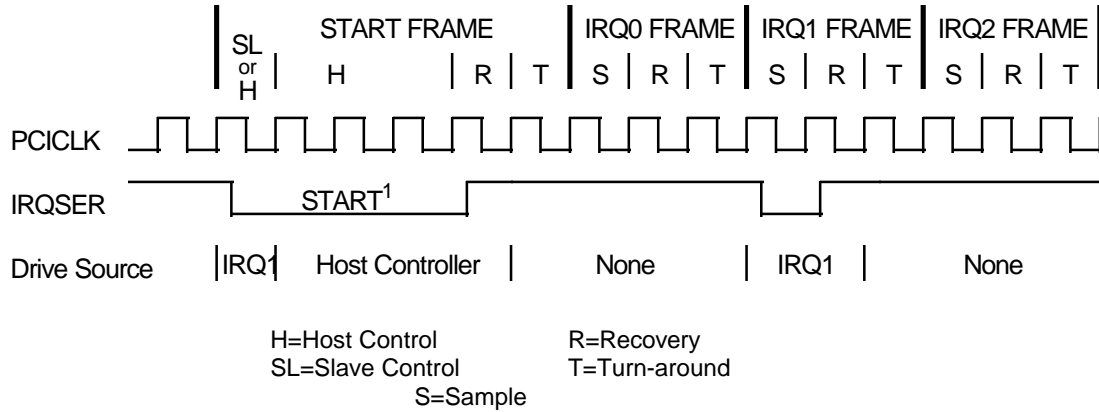 START FRAME IRQ0 FRAME IRQ1 FRAME IRQ2 FRAME
SL
or
H
H R T S R T S R T S R T
PCICLK
IRQSER START1
Drive Source IRQ1 Host Controller None IRQ1 None
H=Host Control R=Recovery
SL=Slave Control T=Turn-around
S=Sample